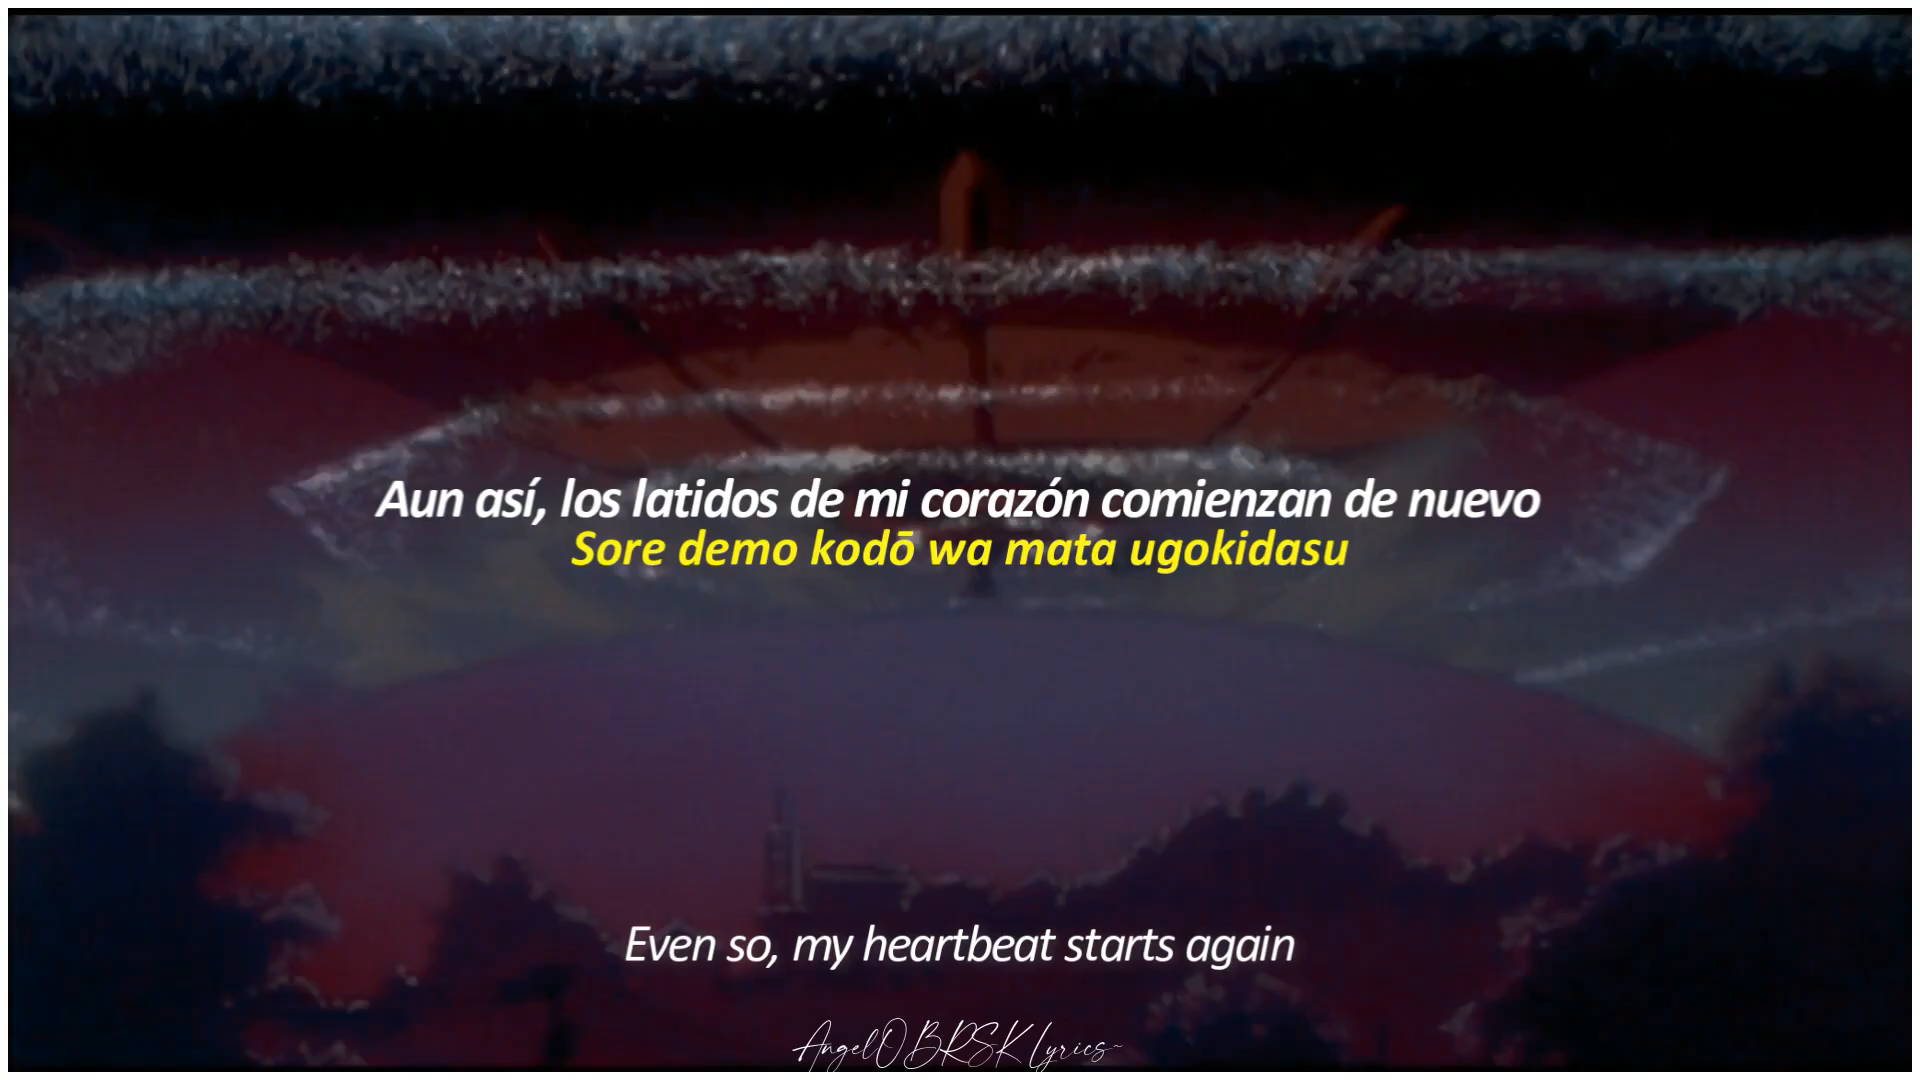 Aun así, los latidos de mi corazón comienzan de nuevo
Sore demo kodō wa mata ugokidasu
Even so, my heartbeat starts again
AngelOBRSK Lyrics~